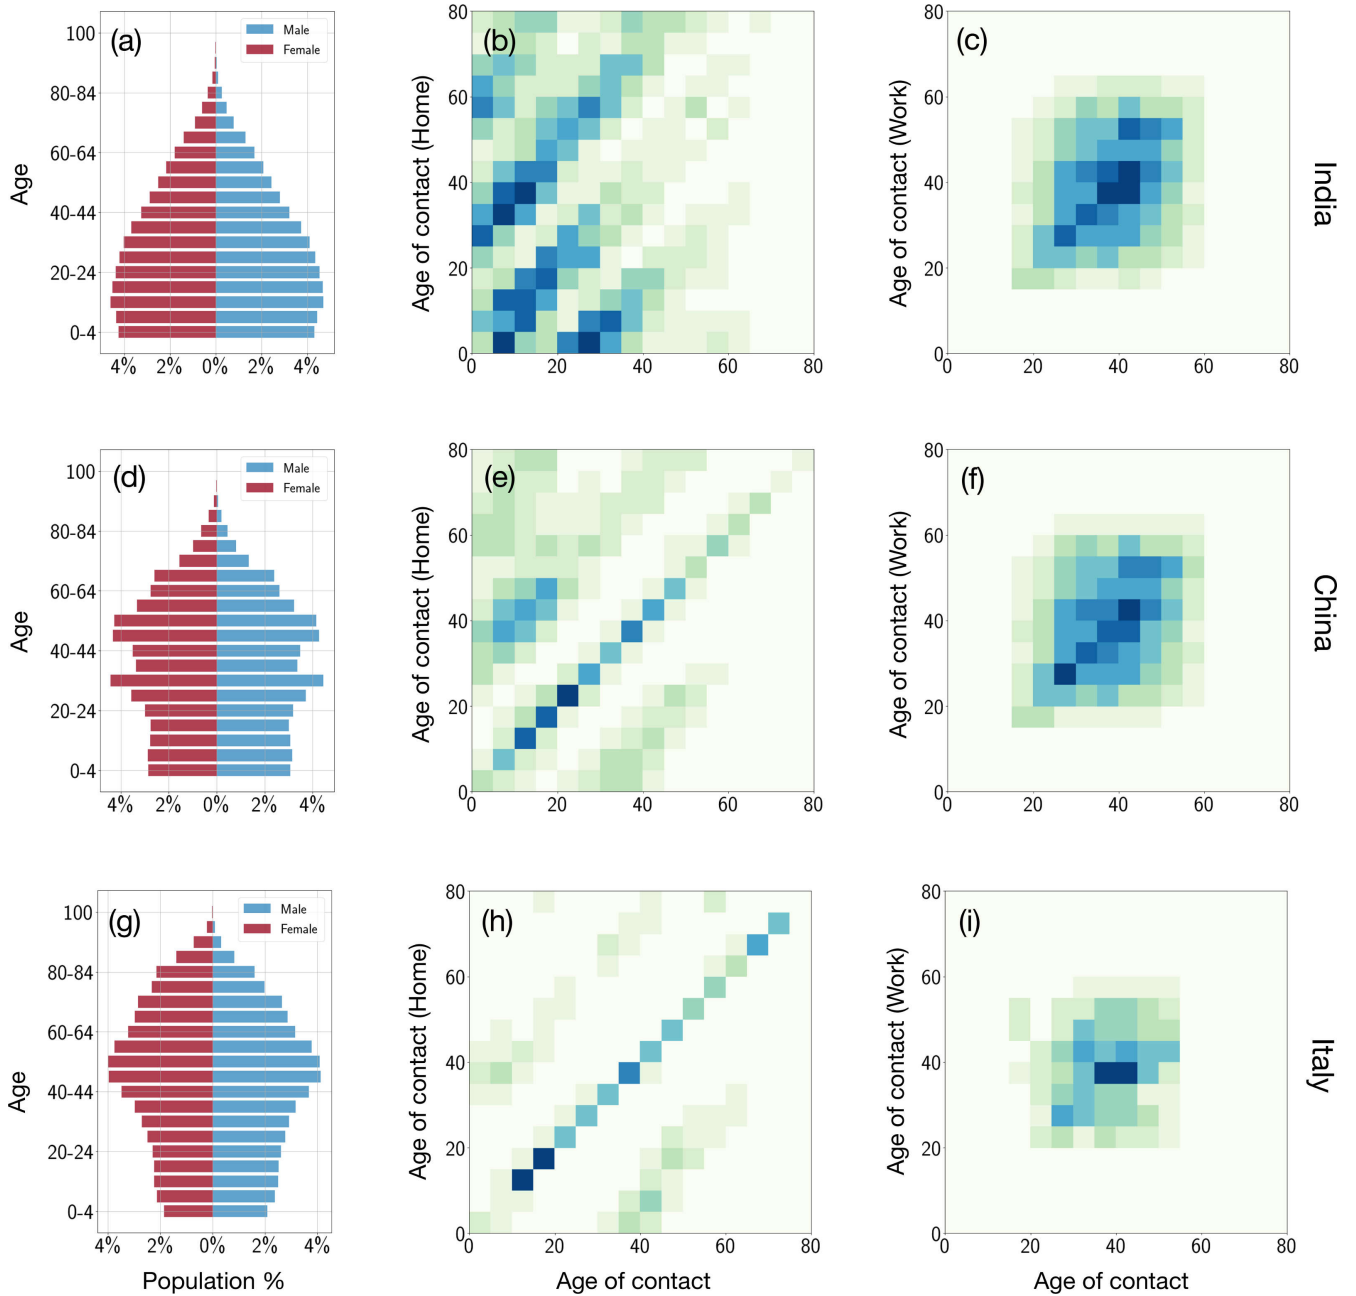 (a)
Male
Female
100
80-84
60-64
40-44
20-24
0-4
Age
4% 2% 0% 2% 4%
(b)
80
60
40
20
0
Age of contact (Home)
0 20 40 60 80
(c)
80
60
40
20
0
Age of contact (Work)
0 20 40 60 80
India
(d)
Male
Female
100
80-84
60-64
40-44
20-24
0-4
Age
4% 2% 0% 2% 4%
(e)
80
60
40
20
0
Age of contact (Home)
0 20 40 60 80
(f)
80
60
40
20
0
Age of contact (Work)
0 20 40 60 80
China
(g)
Male
Female
100
80-84
60-64
40-44
20-24
0-4
Age
4% 2% 0% 2% 4%
Population %
(h)
80
60
40
20
0
Age of contact (Home)
0 20 40 60 80
Age of contact
(i)
80
60
40
20
0
Age of contact (Work)
0 20 40 60 80
Age of contact
Italy